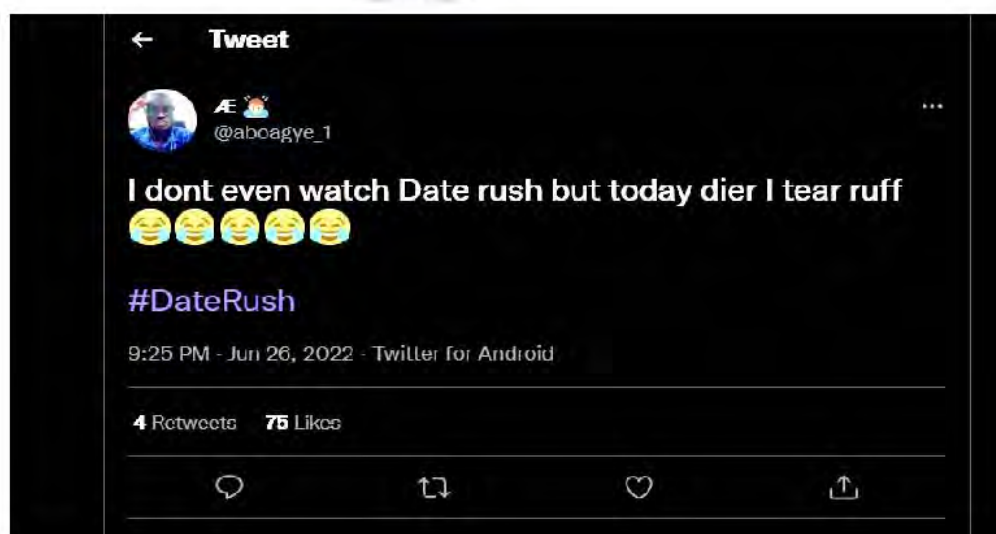 ← Tweet
Æ 🤦
@aboagye_1
I dont even watch Date rush but today dier I tear ruff
😂😂😂😂😂
#DateRush
9:25 PM · Jun 26, 2022 · Twitter for Android
4 Retweets 75 Likes